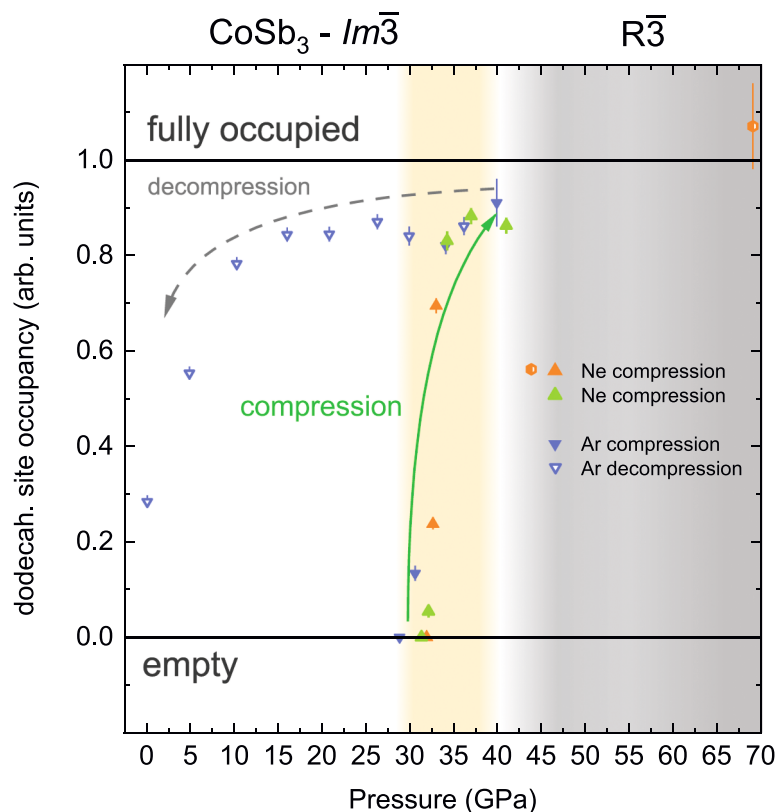 CoSb₃ - Im3̅ R3̅
fully occupied
decompression
compression
empty
Ne compression
Ne compression
Ar compression
Ar decompression
dodecah. site occupancy (arb. units)
1.0
0.8
0.6
0.4
0.2
0.0
0 5 10 15 20 25 30 35 40 45 50 55 60 65 70
Pressure (GPa)